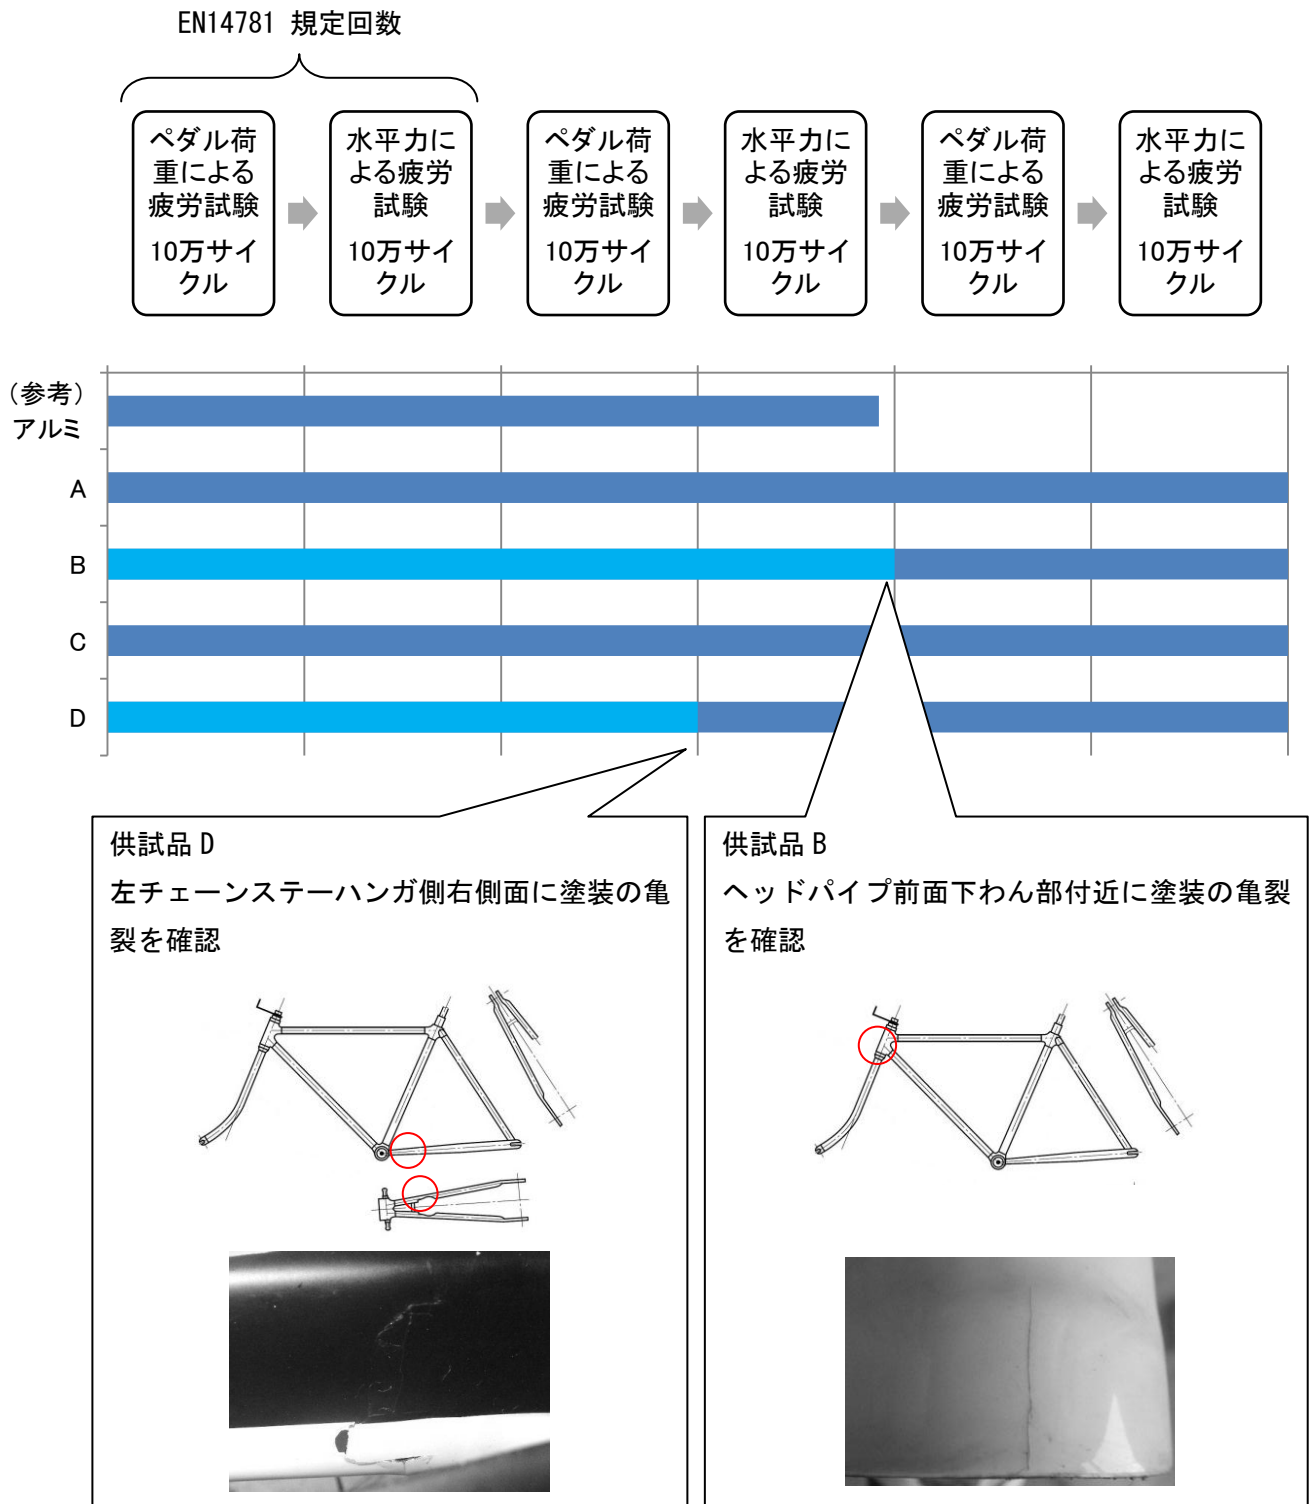 EN14781 規定回数
ペダル荷
重による
疲労試験
10万サイ
クル
水平力に
よる疲労
試験
10万サイ
クル
ペダル荷
重による
疲労試験
10万サイ
クル
水平力に
よる疲労
試験
10万サイ
クル
ペダル荷
重による
疲労試験
10万サイ
クル
水平力に
よる疲労
試験
10万サイ
クル
(参考)
アルミ
A
B
C
D
供試品 D
左チェーンステーハンガ側右側面に塗装の亀
裂を確認
供試品 B
ヘッドパイプ前面下わん部付近に塗装の亀裂
を確認